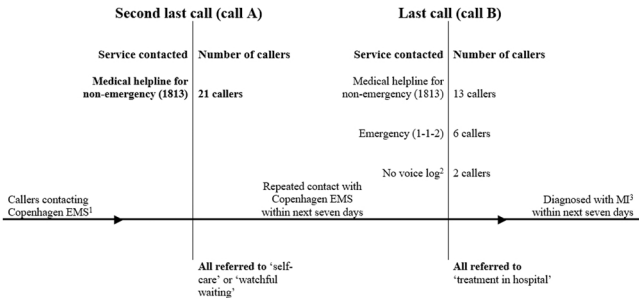 Second last call (call A)
Last call (call B)
Service contacted Number of callers
Service contacted Number of callers
Medical helpline for
non-emergency (1813) 21 callers
Medical helpline for
non-emergency (1813) 13 callers
Emergency (1-1-2) 6 callers
No voice log2 2 callers
Callers contacting
Copenhagen EMS1
Repeated contact with
Copenhagen EMS
within next seven days
Diagnosed with MI3
within next seven days
All referred to ‘self-
care’ or ‘watchful
waiting’
All referred to
‘treatment in hospital’